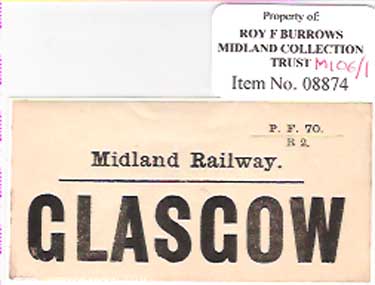 Property of:
ROY F BURROWS
MIDLAND COLLECTION
TRUST M106/1
Item No. 08874
P. F. 70.
R 2.
Midland Railway.
GLASGOW